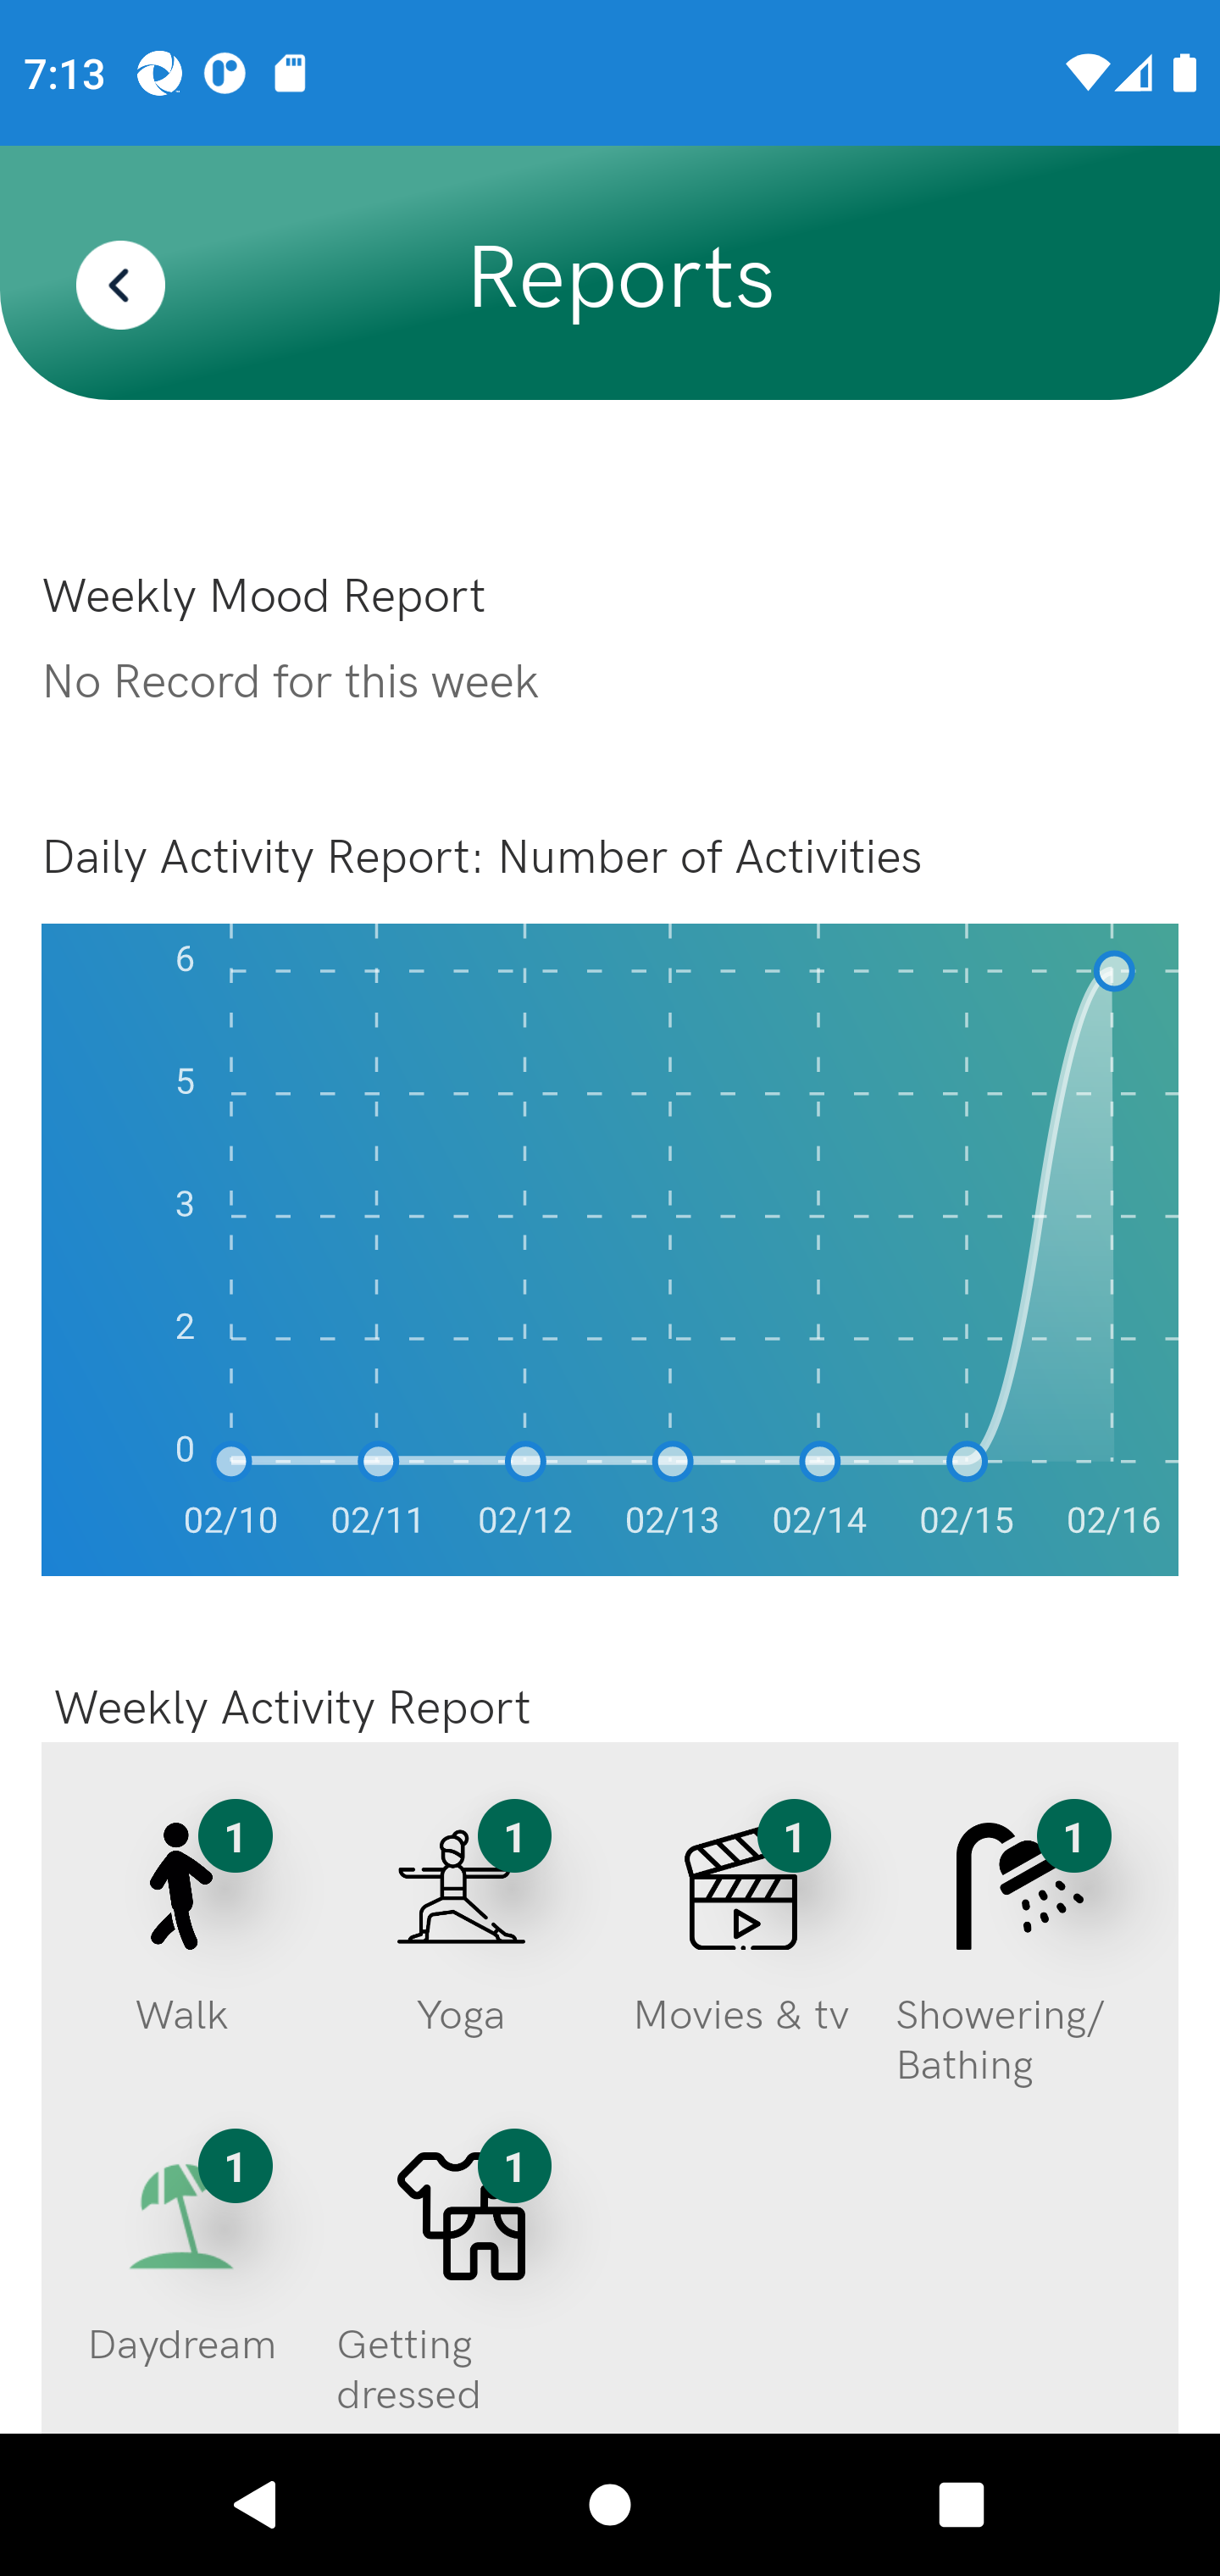 7:13
Reports
Weekly Mood Report
No Record for this week
Daily Activity Report: Number of Activities
6
5
3
2
0
02/10 02/11 02/12 02/13 02/14 02/15 02/16
Weekly Activity Report
1 1 1 1
Walk Yoga Movies & tv Showering/
Bathing
1 1
Daydream Getting
dressed